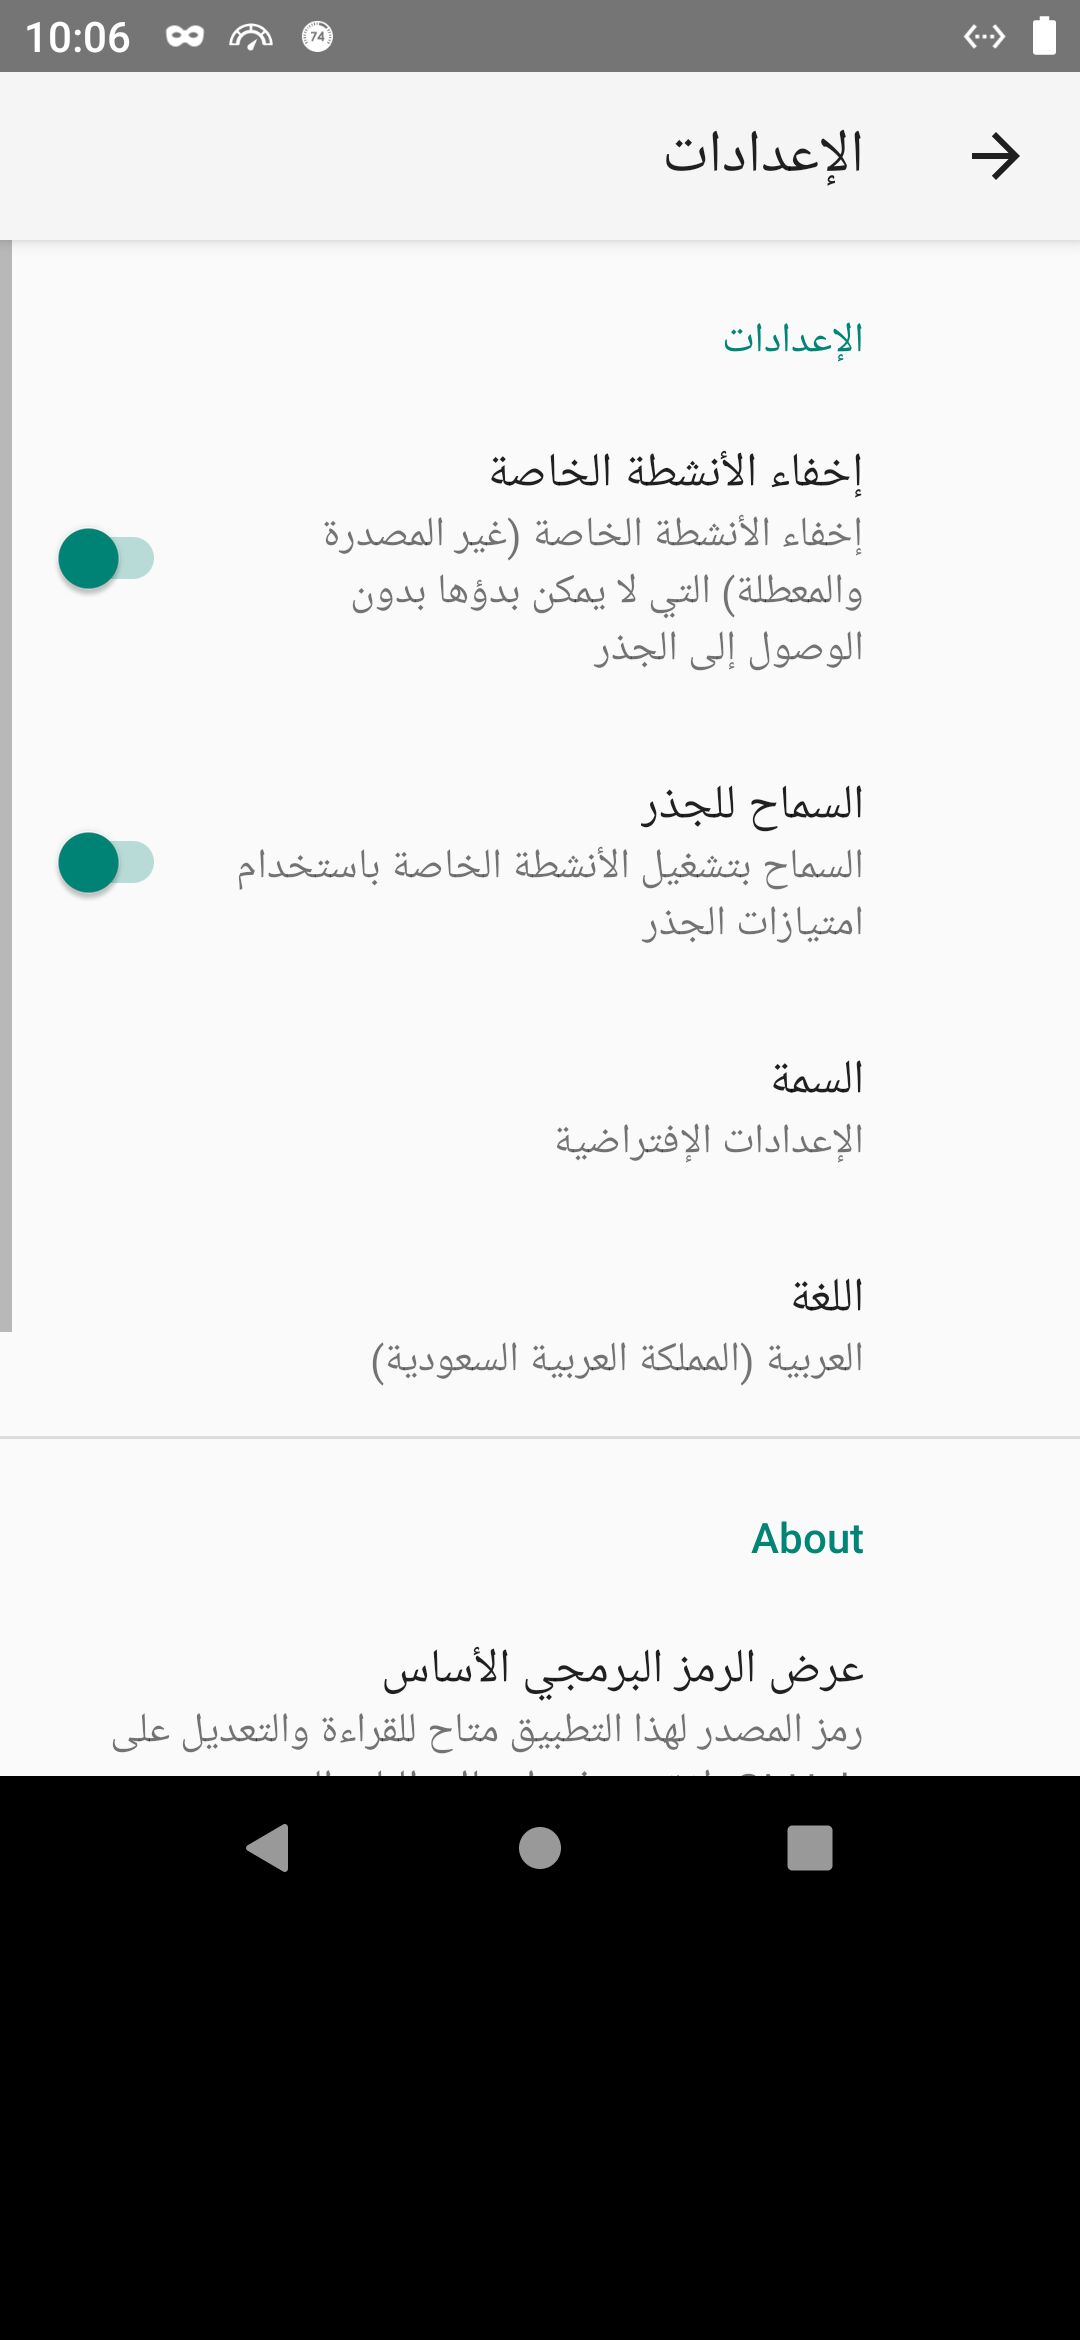 10:06
74
الإعدادات
الإعدادات
إخفاء الأنشطة الخاصة
إخفاء الأنشطة الخاصة (غير المصدرة
والمعطلة) التي لا يمكن بدؤها بدون
الوصول إلى الجذر
السماح للجذر
السماح بتشغيل الأنشطة الخاصة باستخدام
امتيازات الجذر
السمة
الإعدادات الإفتراضية
اللغة
العربية (المملكة العربية السعودية)
About
عرض الرمز البرمجي الأساس
رمز المصدر لهذا التطبيق متاح للقراءة والتعديل على